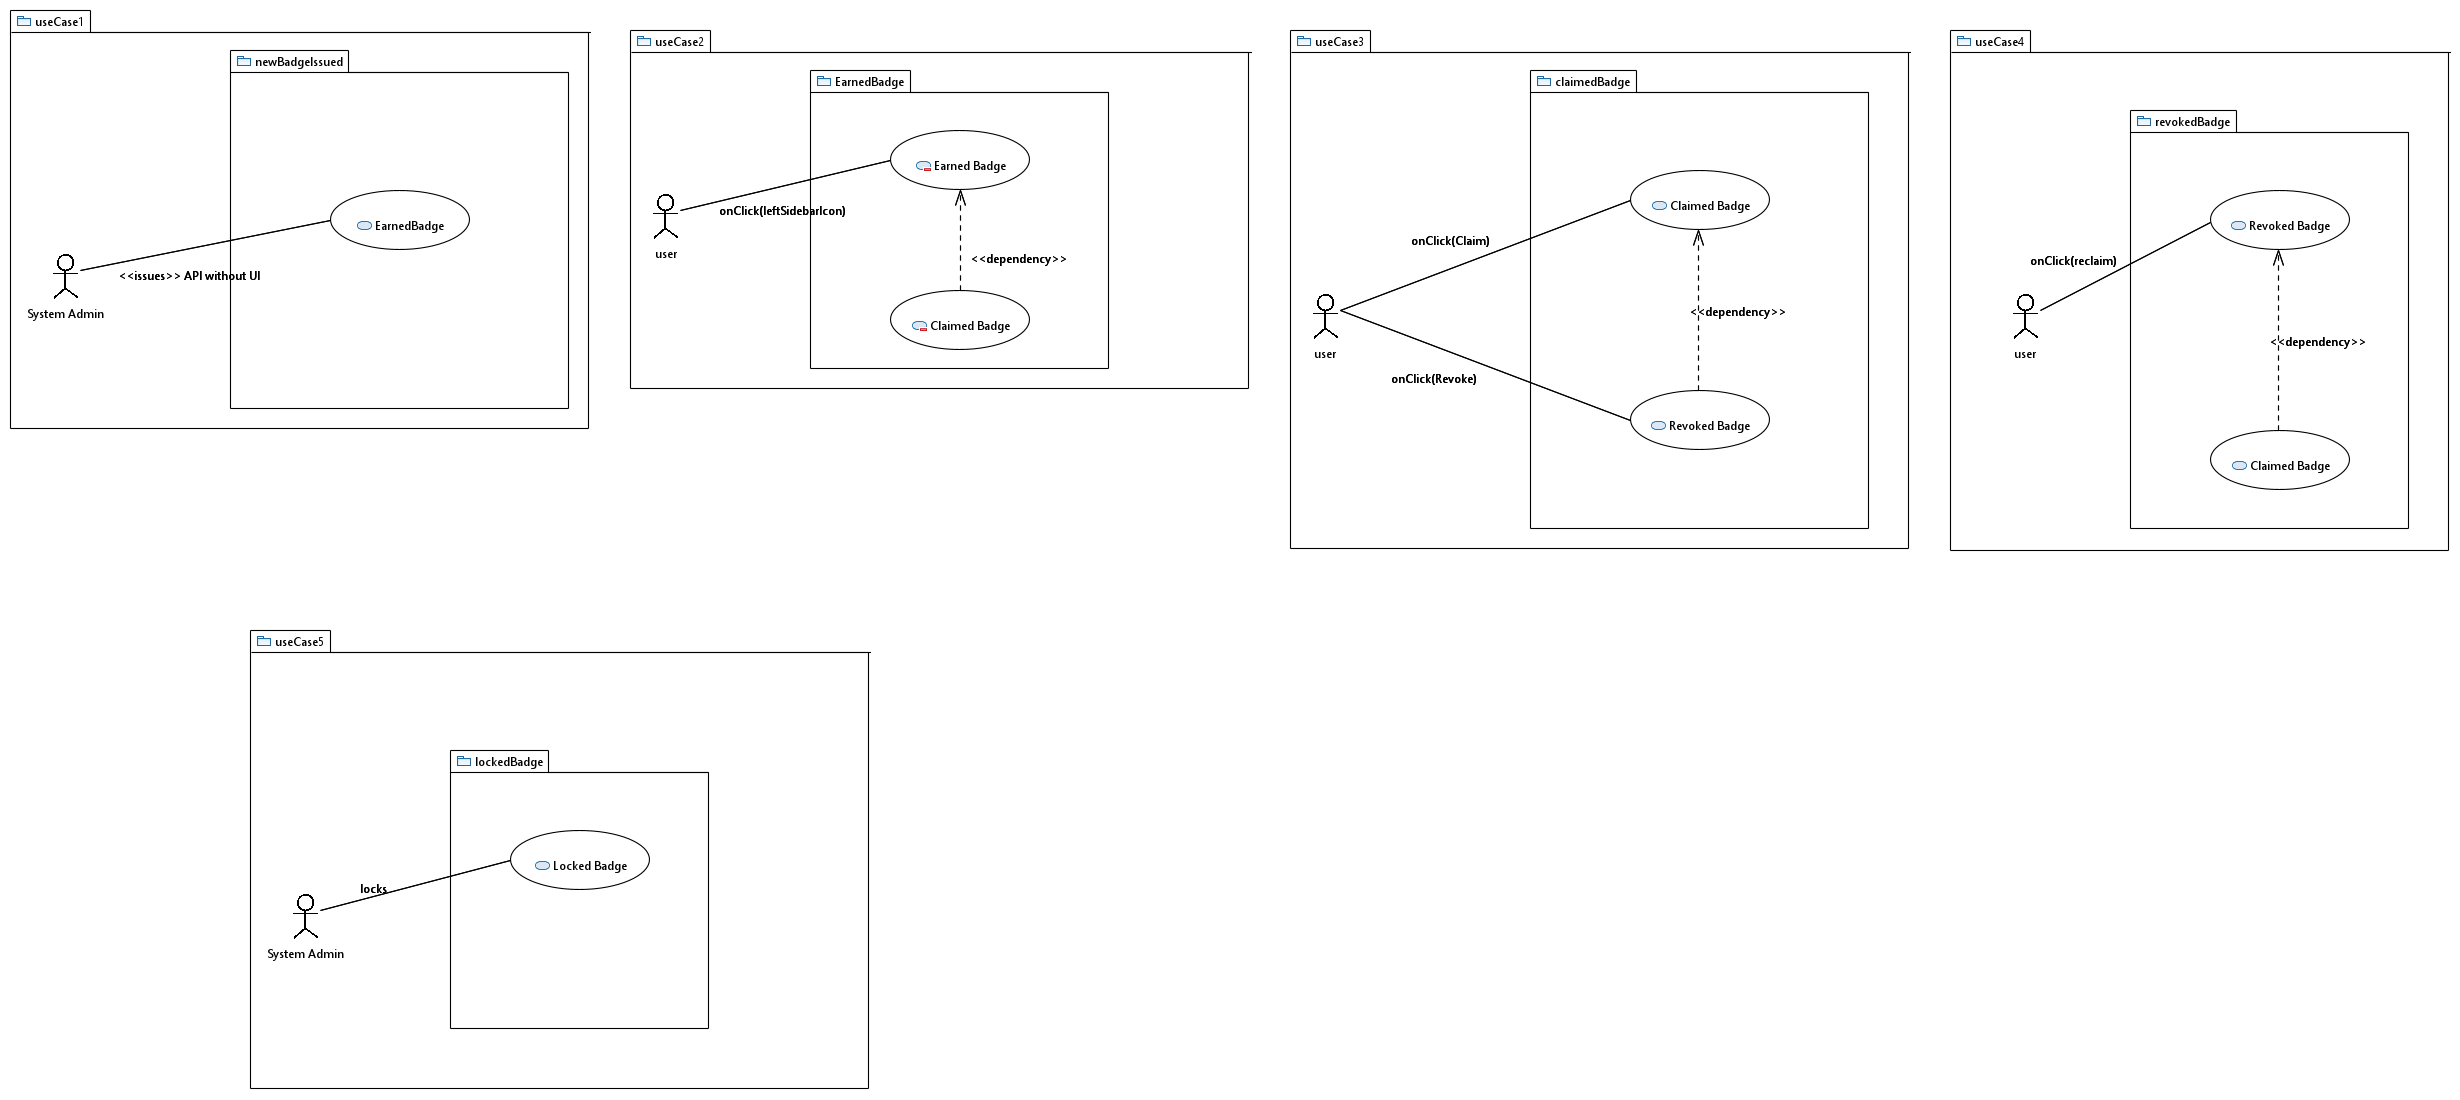 useCase1
newBadgeIssued
EarnedBadge
<<issues>> API without UI
System Admin
useCase2
EarnedBadge
Earned Badge
onClick(leftSidebarIcon)
user
<<dependency>>
Claimed Badge
useCase3
claimedBadge
Claimed Badge
onClick(Claim)
<<dependency>>
user
onClick(Revoke)
Revoked Badge
useCase4
revokedBadge
Revoked Badge
onClick(reclaim)
<<dependency>>
user
Claimed Badge
useCase5
lockedBadge
Locked Badge
locks
System Admin